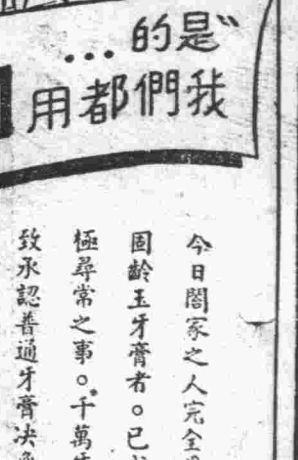 “是的...
我們都用
今日閤家之人完全
固齡玉牙膏者。已
極尋常之事。千萬
致承認普通牙膏決